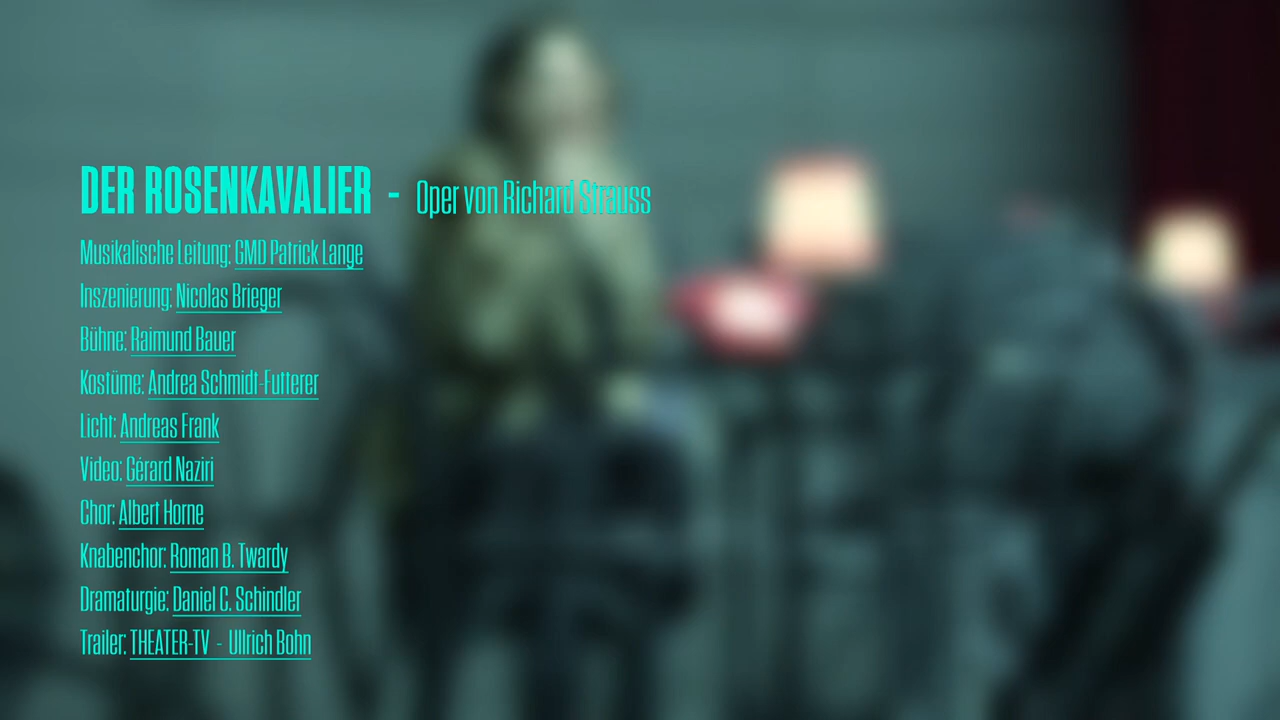 DER ROSENKAVALIER - Oper von Richard Strauss
Musikalische Leitung: GMD Patrick Lange
Inszenierung: Nicolas Brieger
Bühne: Raimund Bauer
Kostüme: Andrea Schmidt-Futterer
Licht: Andreas Frank
Video: Gérard Naziri
Chor: Albert Horne
Knabenchor: Roman B. Twardy
Dramaturgie: Daniel C. Schindler
Trailer: THEATER-TV - Ullrich Bohn